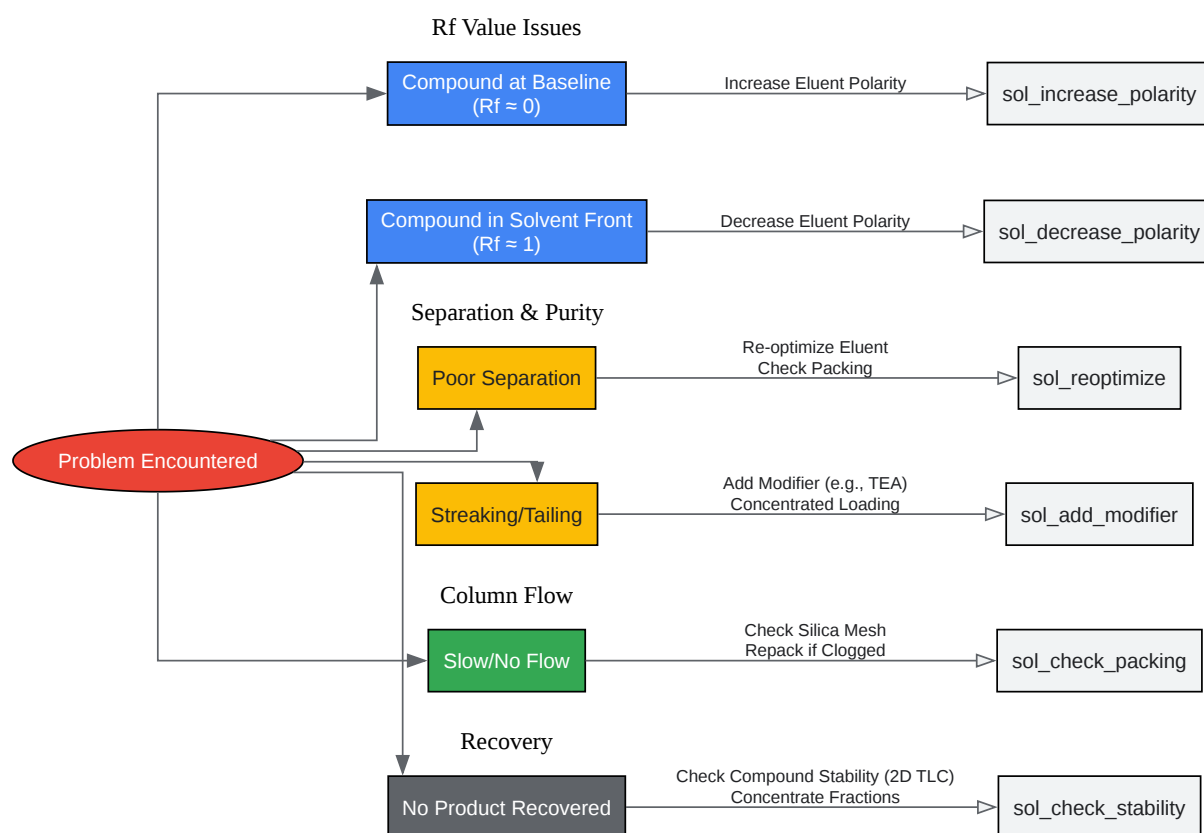 Rf Value Issues
Compound at Baseline
(Rf ≈ 0)
Increase Eluent Polarity
sol_increase_polarity
Compound in Solvent Front
(Rf ≈ 1)
Decrease Eluent Polarity
sol_decrease_polarity
Separation & Purity
Poor Separation
Re-optimize Eluent
Check Packing
sol_reoptimize
Problem Encountered
Streaking/Tailing
Add Modifier (e.g., TEA)
Concentrated Loading
sol_add_modifier
Column Flow
Slow/No Flow
Check Silica Mesh
Repack if Clogged
sol_check_packing
Recovery
No Product Recovered
Check Compound Stability (2D TLC)
Concentrate Fractions
sol_check_stability